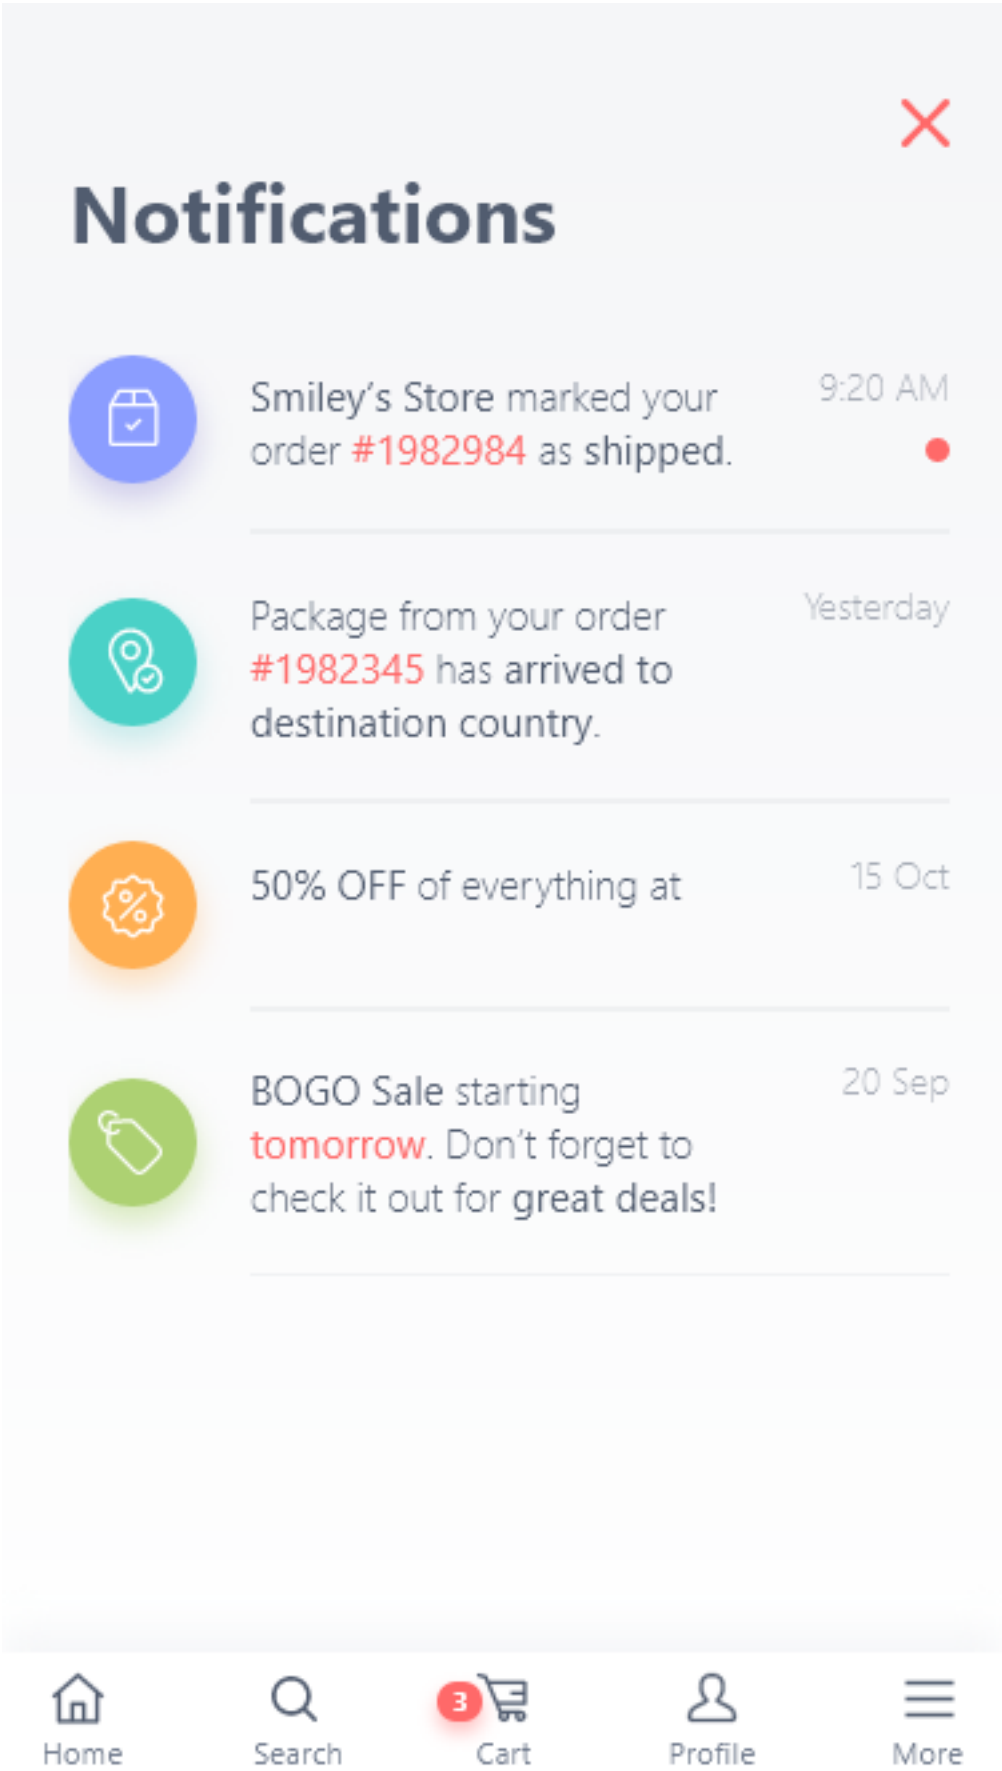 Notifications
Smiley’s Store marked your
order #1982984 as shipped.
9:20 AM
Package from your order
#1982345 has arrived to
destination country.
Yesterday
50% OFF of everything at
15 Oct
BOGO Sale starting
tomorrow. Don’t forget to
check it out for great deals!
20 Sep
Home
Search
3
Cart
Profile
More